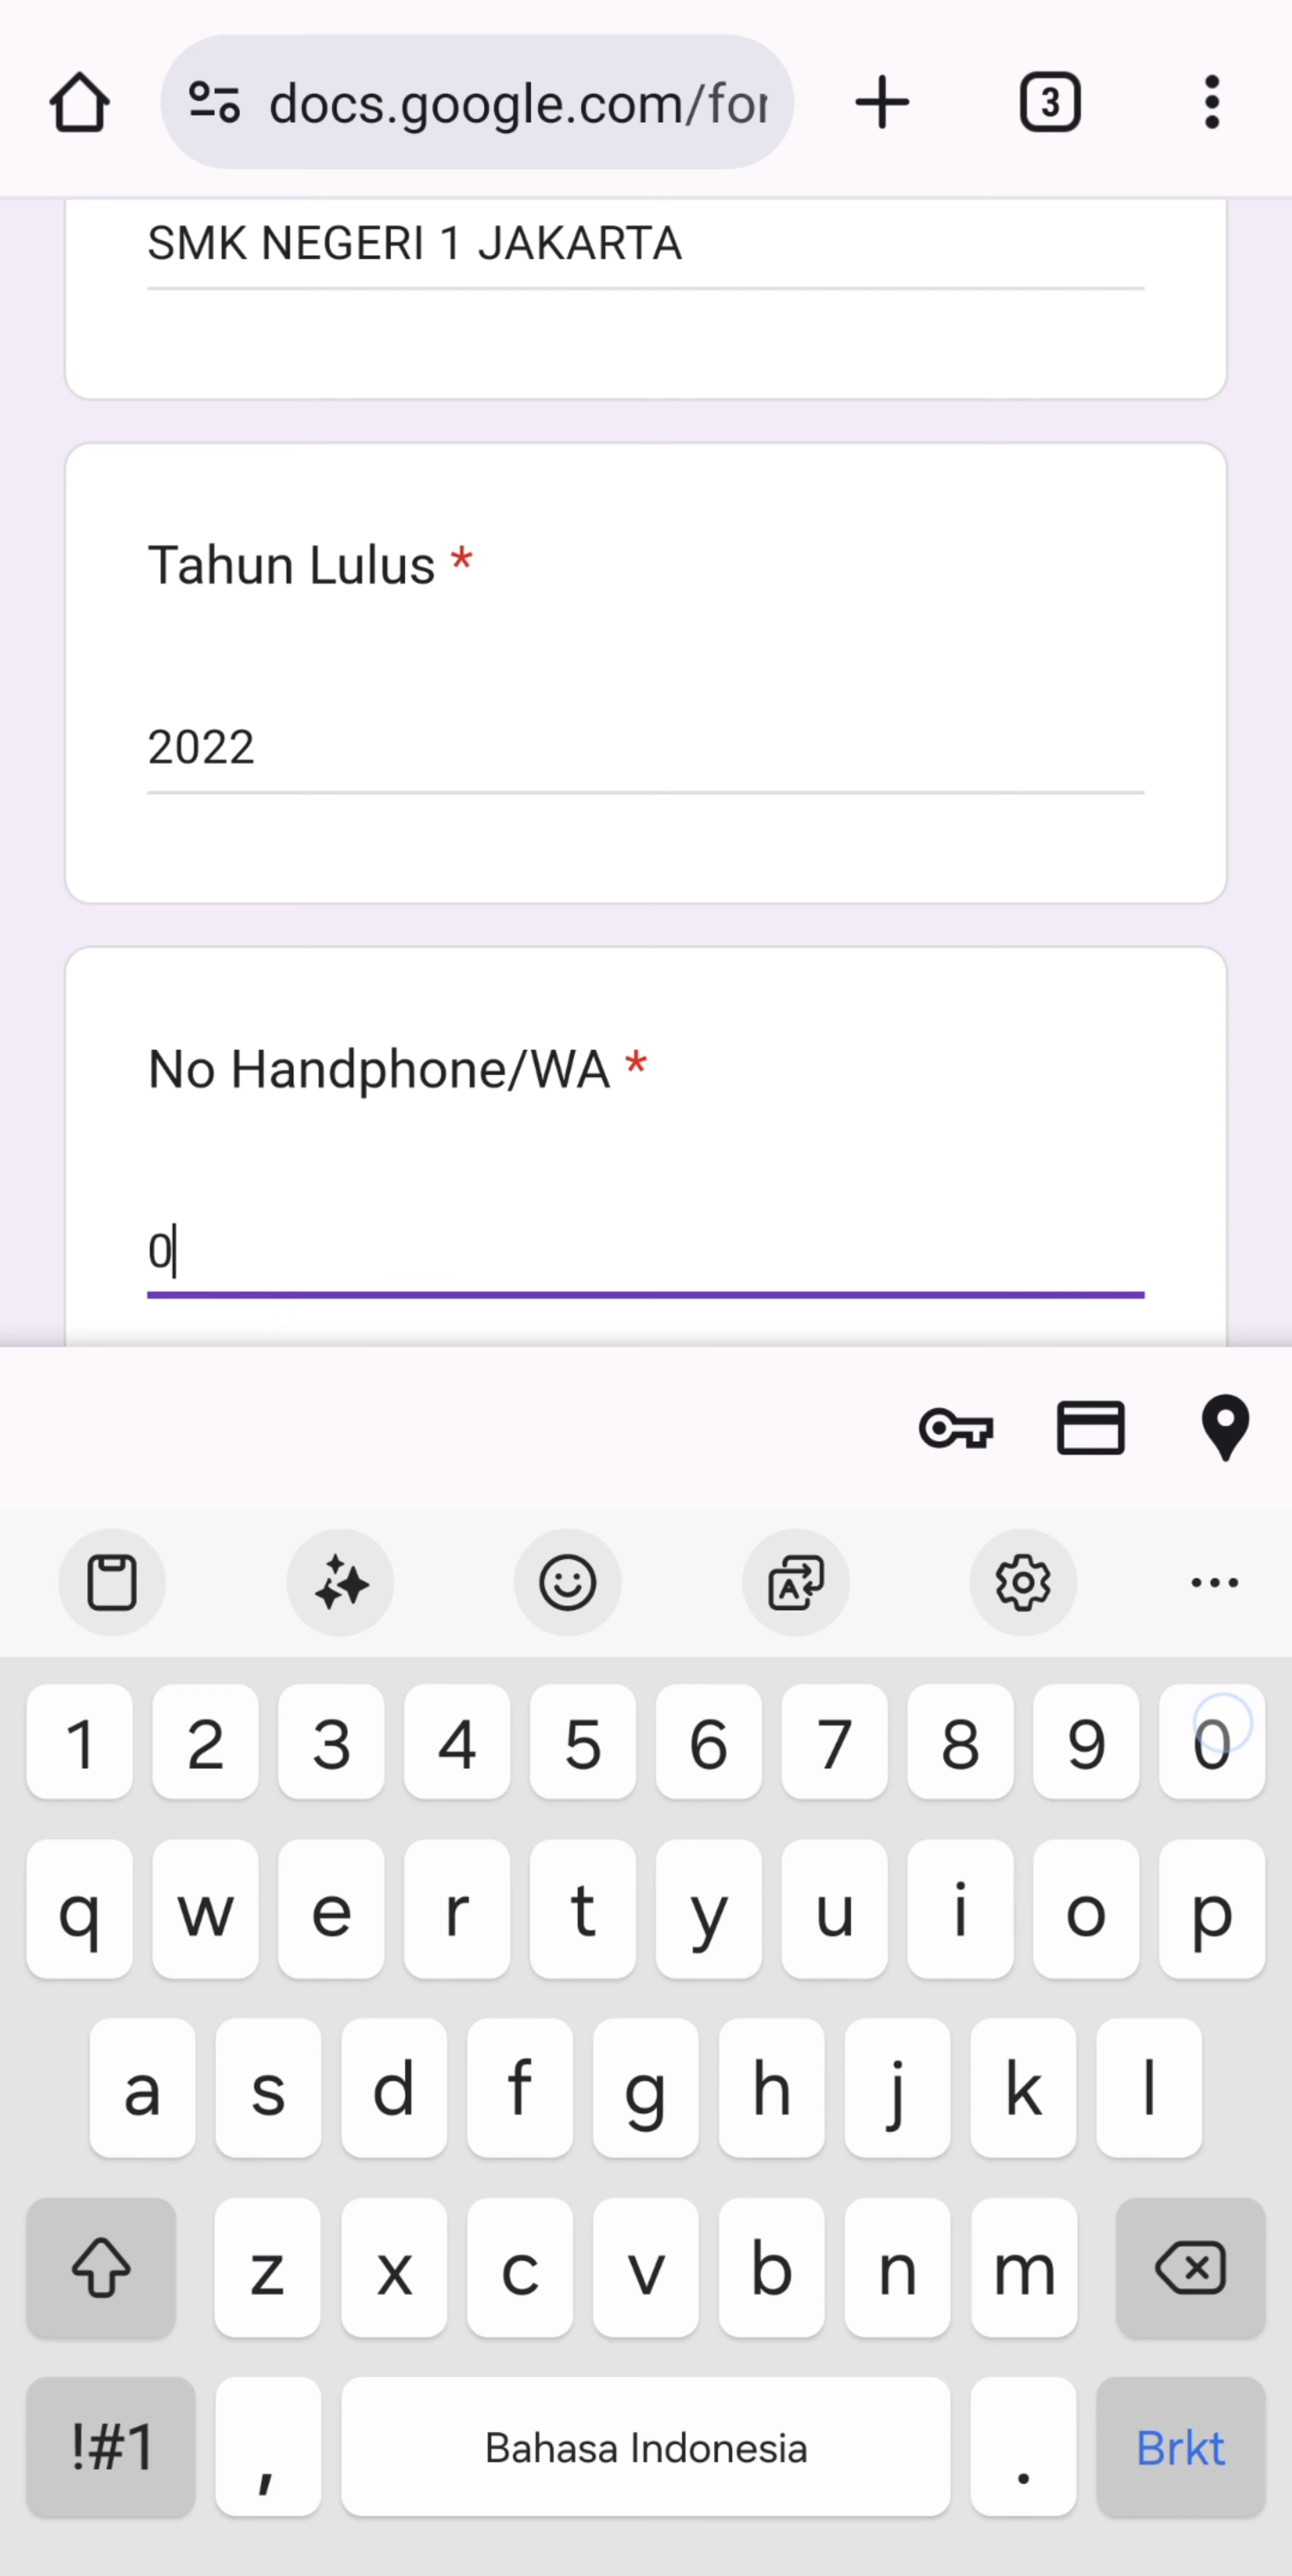 docs.google.com/for
3
SMK NEGERI 1 JAKARTA
Tahun Lulus *
2022
No Handphone/WA *
0
1 2 3 4 5 6 7 8 9 0
q w e r t y u i o p
a s d f g h j k l
z x c v b n m
!#1 , Bahasa Indonesia . Brkt